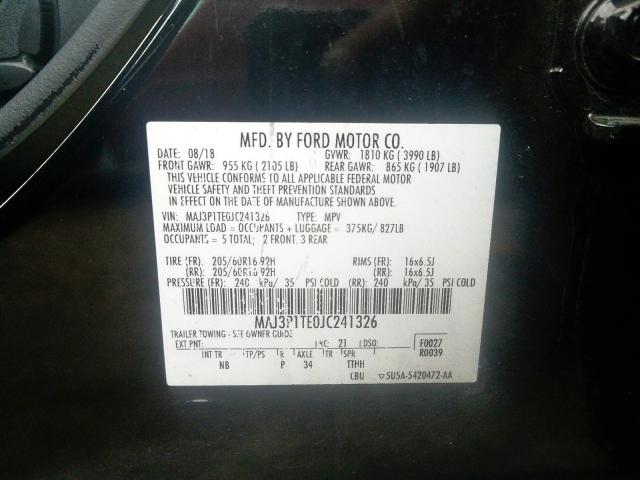 MFD. BY FORD MOTOR CO.
DATE: 08/18 GVWR: 1810 KG ( 3990 LB)
FRONT GAWR: 955 KG ( 2105 LB) REAR GAWR: 865 KG ( 1907 LB)
THIS VEHICLE CONFORMS TO ALL APPLICABLE FEDERAL MOTOR
VEHICLE SAFETY AND THEFT PREVENTION STANDARDS
IN EFFECT ON THE DATE OF MANUFACTURE SHOWN ABOVE.
VIN: MAJ3P1TE0JC241326 TYPE: MPV
MAXIMUM LOAD = OCCUPANTS + LUGGAGE = 375KG/ 827LB
OCCUPANTS = 5 TOTAL; 2 FRONT, 3 REAR
TIRE (FR): 205/60R16 92H RIMS (FR): 16x6.5J
(RR): 205/60R16 92H (RR): 16x6.5J
PRESSURE (FR): 240 kPa/ 35 PSI COLD (RR): 240 kPa/ 35 PSI COLD
MAJ3P1TE0JC241326
TRAILER TOWING - SEE OWNER GUIDE
EXT PNT: RC: 21 DSO: F0027
INT TR TP/PS R AXLE TR SPR R0039
NB P 34 TTHH
CBU ▽5U5A-5420472-AA